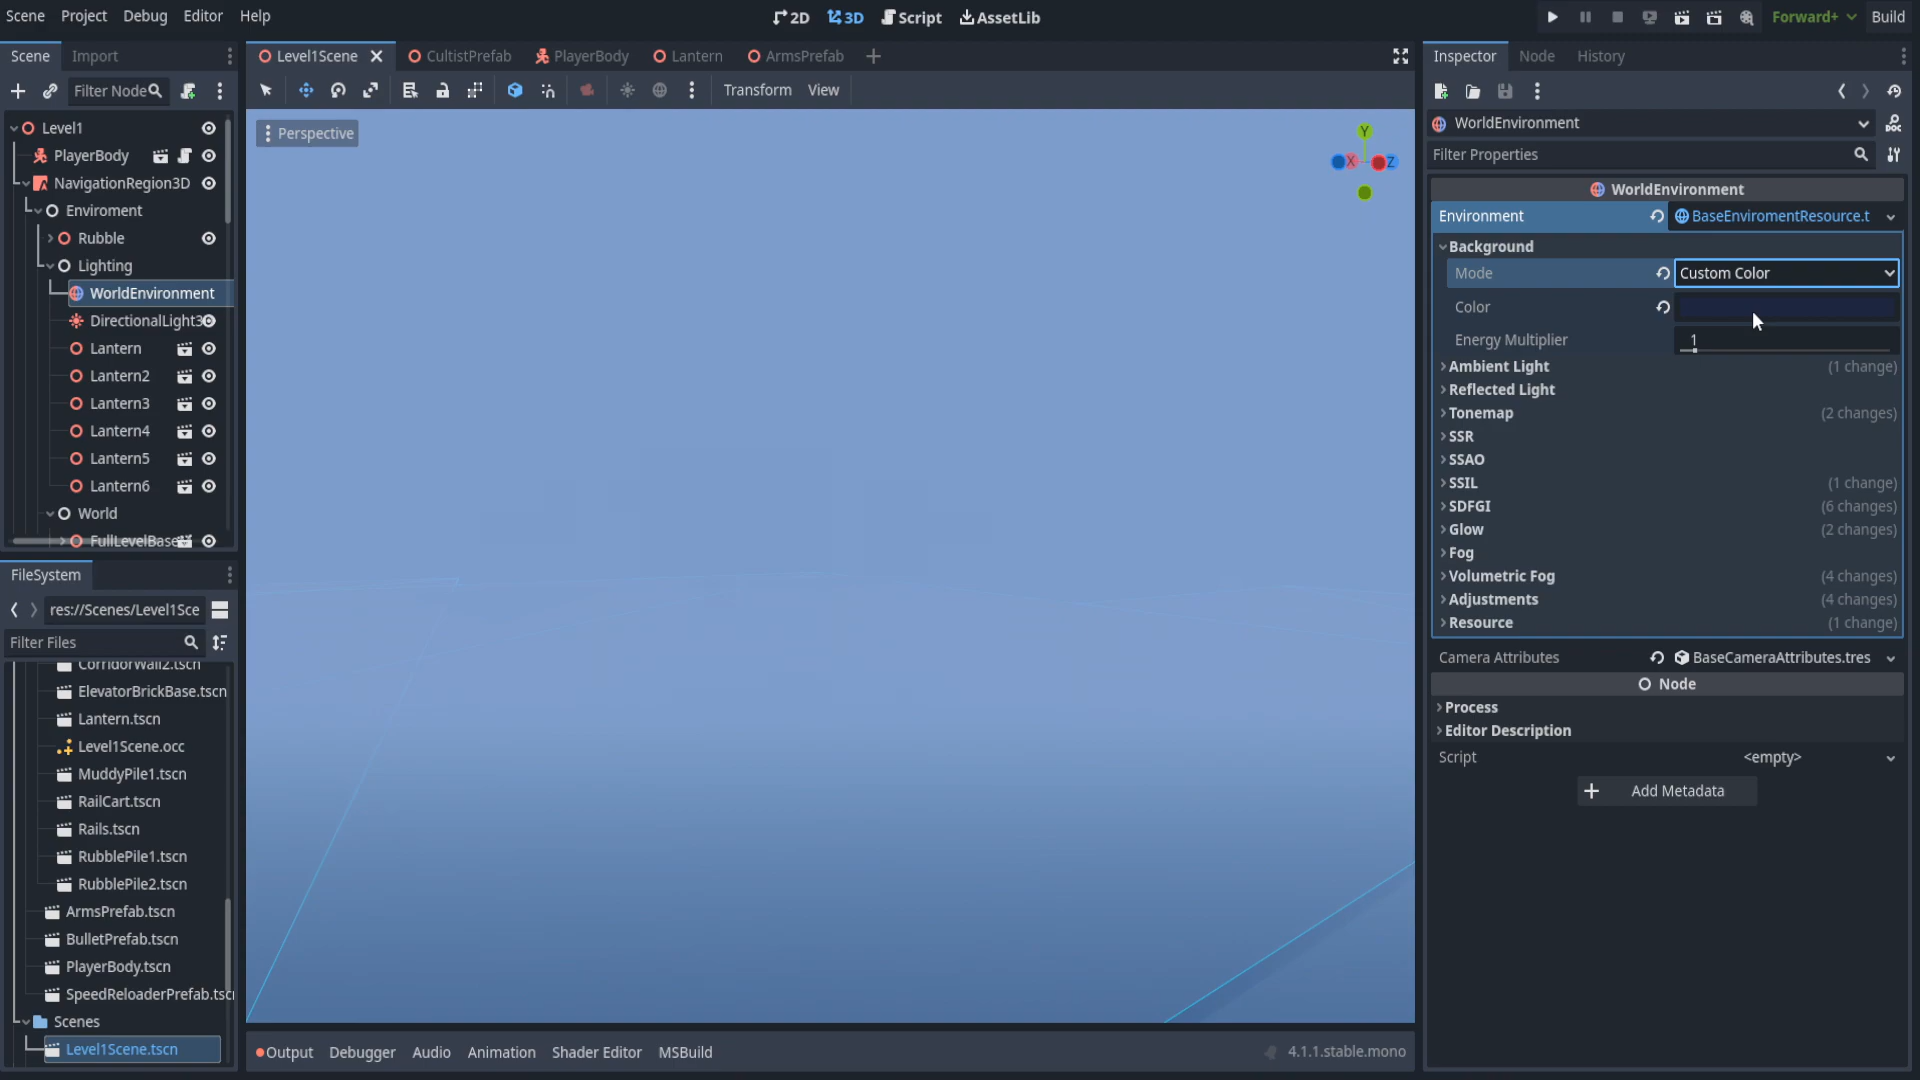 Scene Project Debug Editor Help
2D 3D Script AssetLib
Forward+ Build
Scene Import
Level1Scene CultistPrefab PlayerBody Lantern ArmsPrefab
Inspector Node History
Filter Node
Transform View
Perspective
Y
X
Z
Level1
PlayerBody
NavigationRegion3D
Enviroment
Rubble
Lighting
WorldEnvironment
DirectionalLight3
Lantern
Lantern2
Lantern3
Lantern4
Lantern5
Lantern6
World
FullLevelBase
FileSystem
res://Scenes/Level1Sce
Filter Files
CorridorWall2.tscn
ElevatorBrickBase.tscn
Lantern.tscn
Level1Scene.occ
MuddyPile1.tscn
RailCart.tscn
Rails.tscn
RubblePile1.tscn
RubblePile2.tscn
ArmsPrefab.tscn
BulletPrefab.tscn
PlayerBody.tscn
SpeedReloaderPrefab.tsc
Scenes
Level1Scene.tscn
Output Debugger Audio Animation Shader Editor MSBuild
4.1.1.stable.mono
WorldEnvironment
Filter Properties
WorldEnvironment
Environment BaseEnviromentResource.t
Background
Mode Custom Color
Color
Energy Multiplier 1
Ambient Light (1 change)
Reflected Light
Tonemap (2 changes)
SSR
SSAO
SSIL (1 change)
SDFGI (6 changes)
Glow (2 changes)
Fog
Volumetric Fog (4 changes)
Adjustments (4 changes)
Resource (1 change)
Camera Attributes BaseCameraAttributes.tres
Node
Process
Editor Description
Script <empty>
Add Metadata